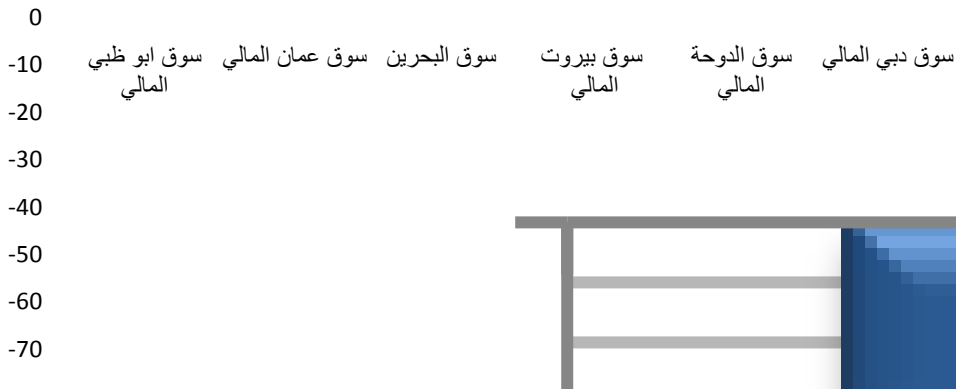 0
-10
سوق ابو ظبي المالي
سوق عمان المالي
سوق البحرين
سوق بيروت المالي
سوق الدوحة المالي
سوق دبي المالي
-20
-30
-40
-50
-60
-70